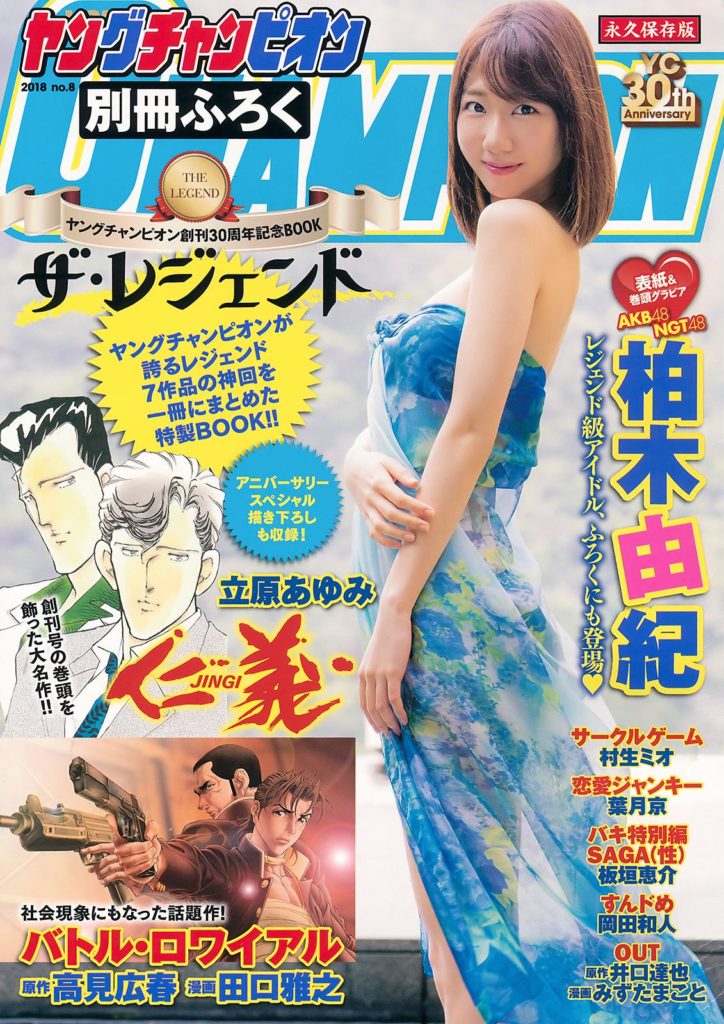 ヤングチャンピオン
2018 no.8
別冊ふろく
CHAMPION
永久保存版
YC
30th
Anniversary
THE
LEGEND
ヤングチャンピオン創刊30周年記念BOOK
ザ・レジェンド
ヤングチャンピオンが
誇るレジェンド
7作品の神回を
一冊にまとめた
特製BOOK!!
アニバーサリー
スペシャル
描き下ろし
も収録!
表紙&
巻頭グラビア
AKB48
NGT48
柏木由紀
レジェンド級アイドル、ふろくにも登場♥
立原あゆみ
仁義
JINGI
創刊号の巻頭を
飾った大名作!!
社会現象にもなった話題作!
バトル・ロワイアル
原作 高見広春 漫画 田口雅之
サークルゲーム
村生ミオ
恋愛ジャンキー
葉月京
バキ特別編
SAGA(性)
板垣恵介
すんドめ
岡田和人
OUT
原作 井口達也
漫画 みずたまこと